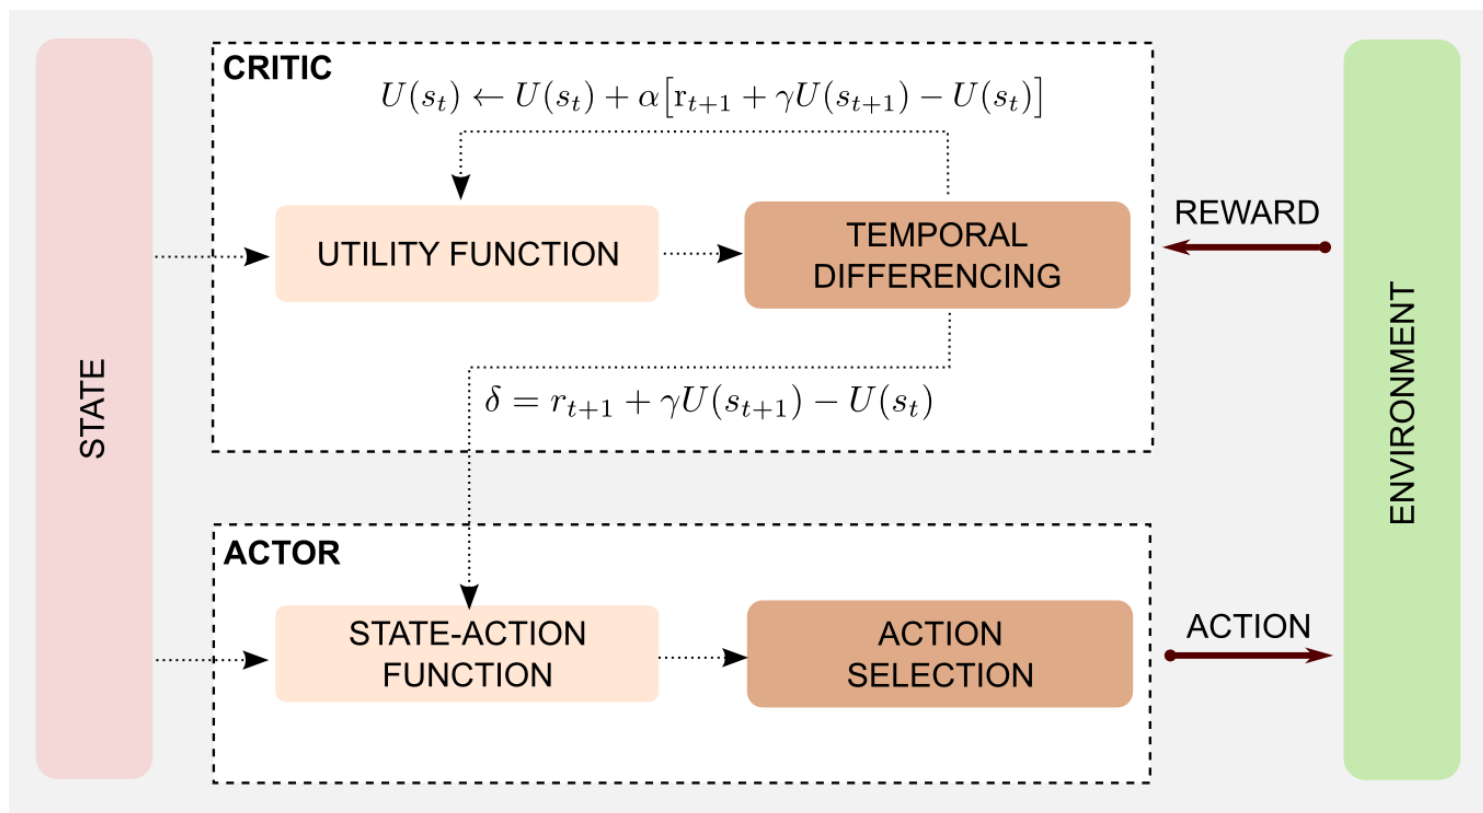 CRITIC
U(s_t) ← U(s_t) + α[r_{t+1} + γU(s_{t+1}) − U(s_t)]
UTILITY FUNCTION
TEMPORAL
DIFFERENCING
REWARD
δ = r_{t+1} + γU(s_{t+1}) − U(s_t)
STATE
ENVIRONMENT
ACTOR
STATE-ACTION
FUNCTION
ACTION
SELECTION
ACTION